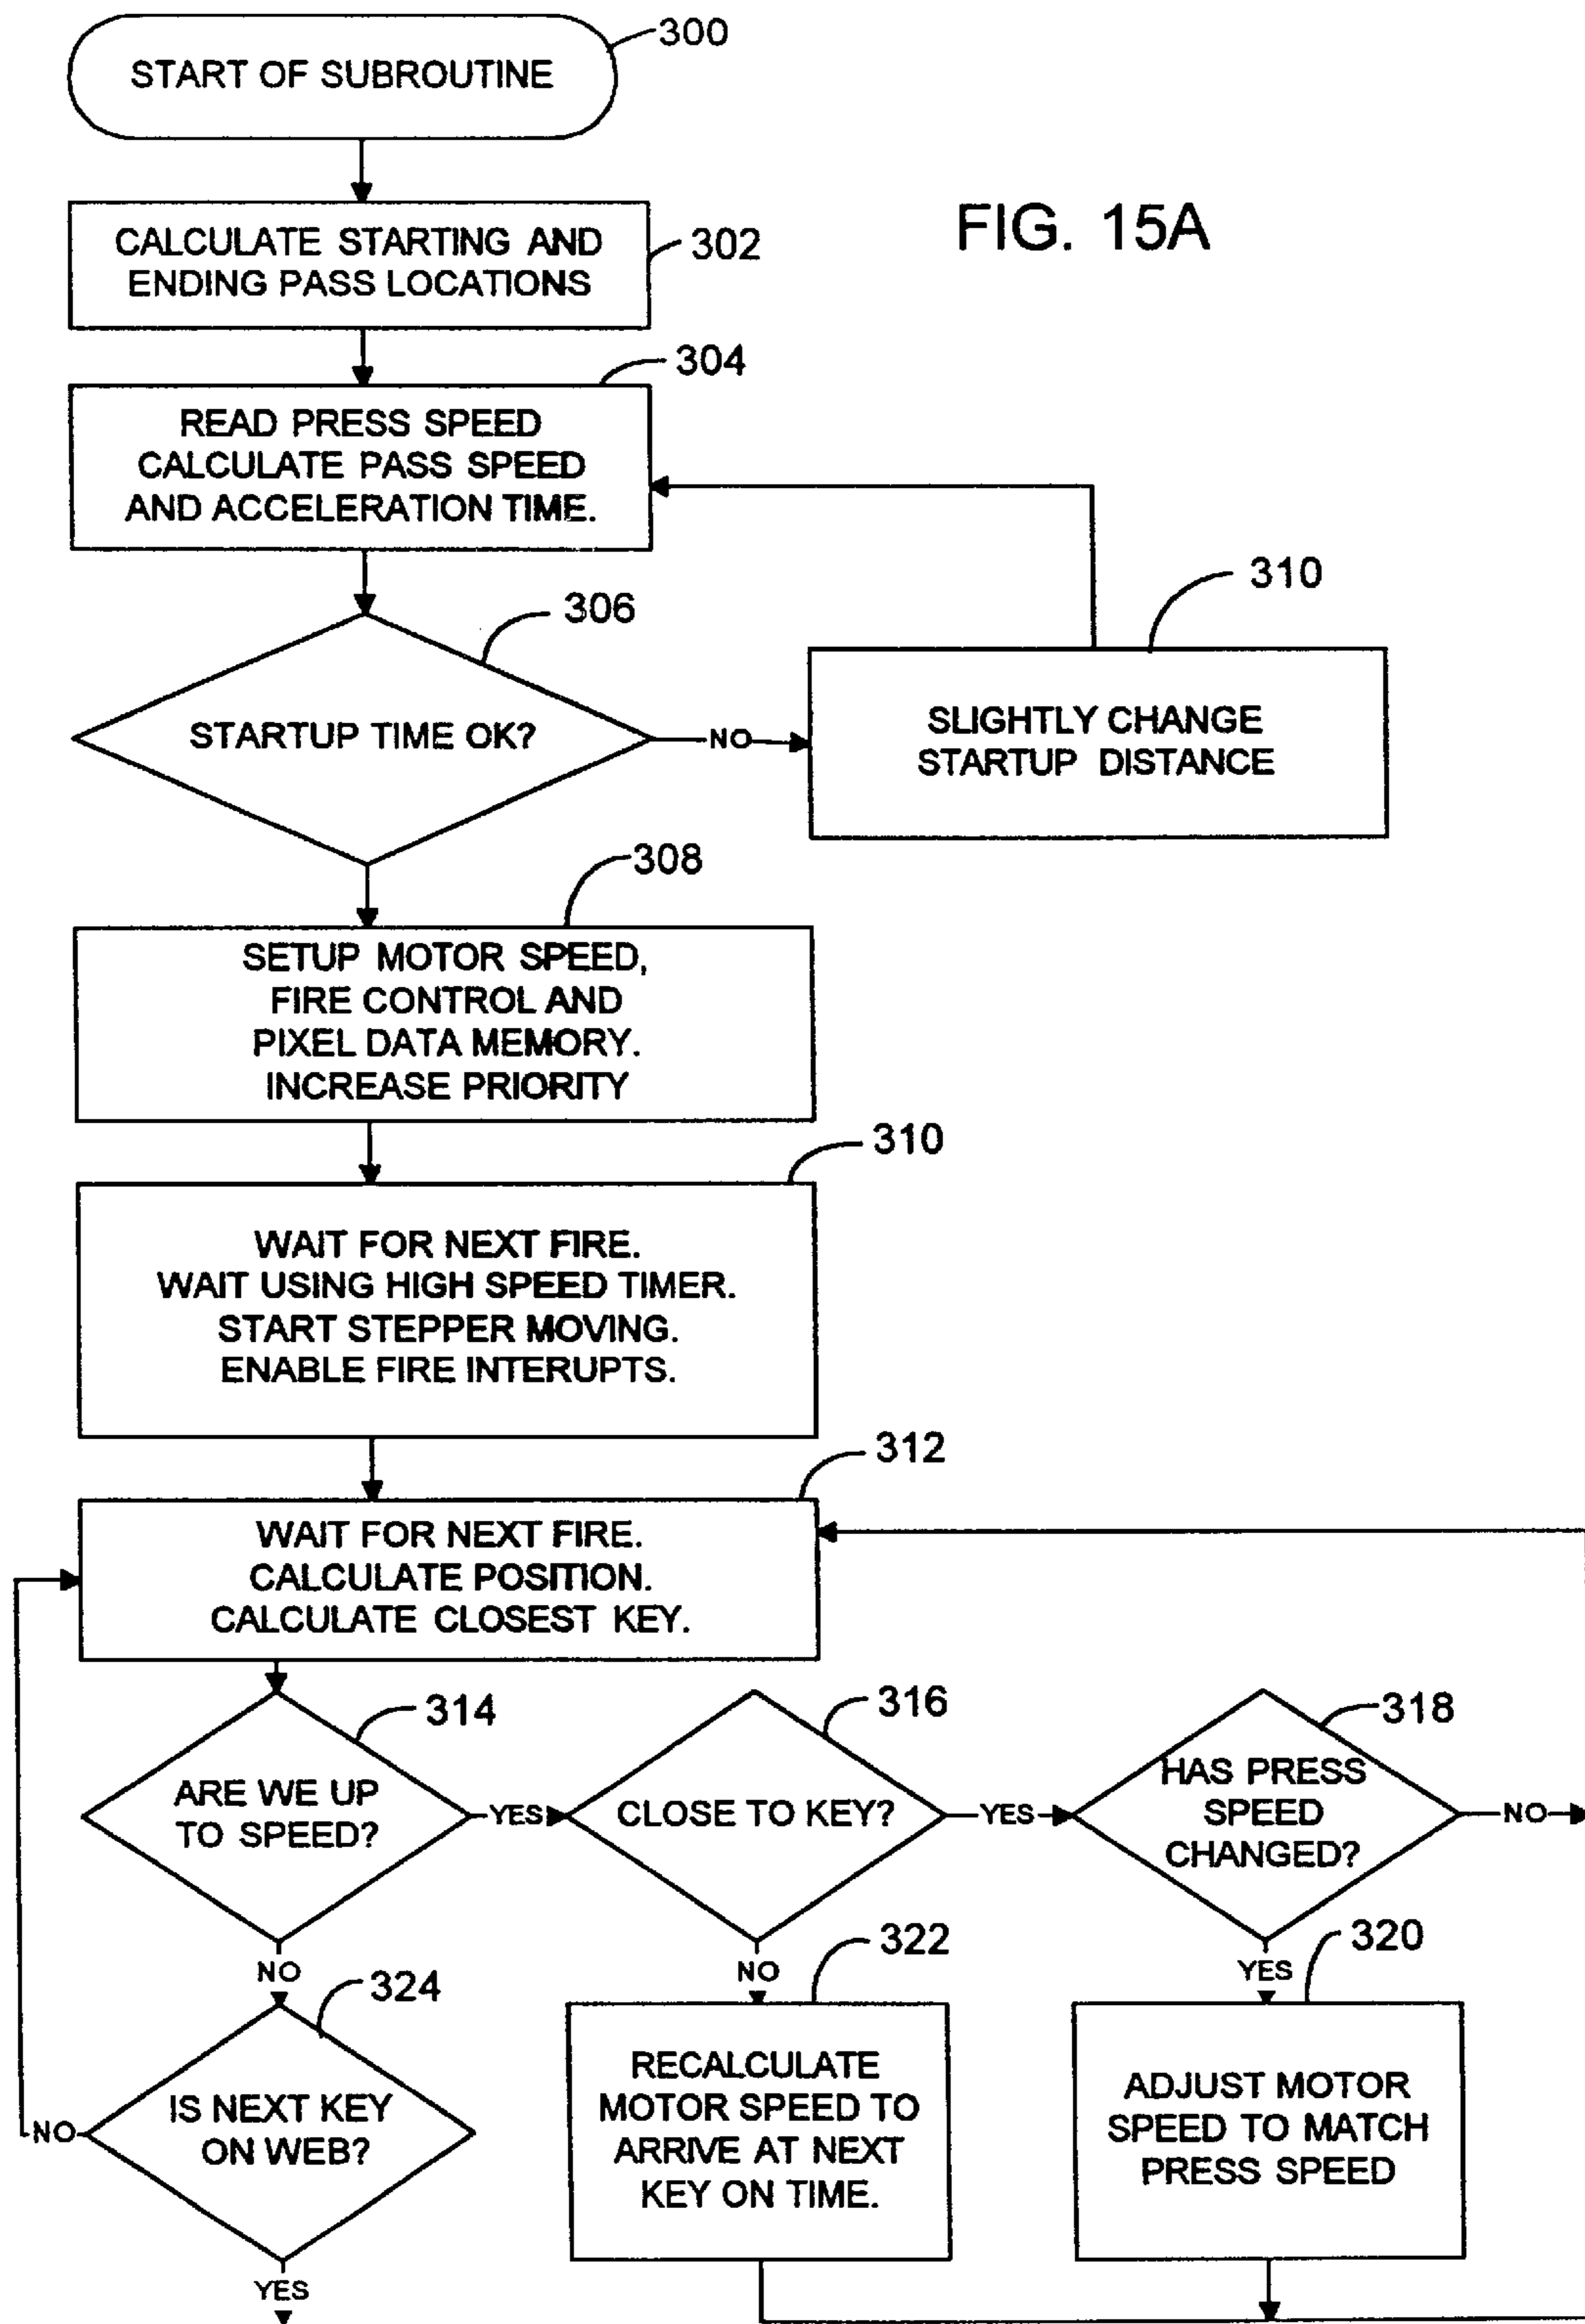 300
START OF SUBROUTINE
FIG. 15A
CALCULATE STARTING AND
ENDING PASS LOCATIONS
302
304
READ PRESS SPEED
CALCULATE PASS SPEED
AND ACCELERATION TIME.
306
310
STARTUP TIME OK?
NO
SLIGHTLY CHANGE
STARTUP DISTANCE
308
SETUP MOTOR SPEED,
FIRE CONTROL AND
PIXEL DATA MEMORY.
INCREASE PRIORITY
310
WAIT FOR NEXT FIRE.
WAIT USING HIGH SPEED TIMER.
START STEPPER MOVING.
ENABLE FIRE INTERUPTS.
312
WAIT FOR NEXT FIRE.
CALCULATE POSITION.
CALCULATE CLOSEST KEY.
314
316
318
ARE WE UP
TO SPEED?
YES
CLOSE TO KEY?
YES
HAS PRESS
SPEED
CHANGED?
NO
NO
324
NO
322
YES
320
IS NEXT KEY
ON WEB?
NO
RECALCULATE
MOTOR SPEED TO
ARRIVE AT NEXT
KEY ON TIME.
ADJUST MOTOR
SPEED TO MATCH
PRESS SPEED
YES